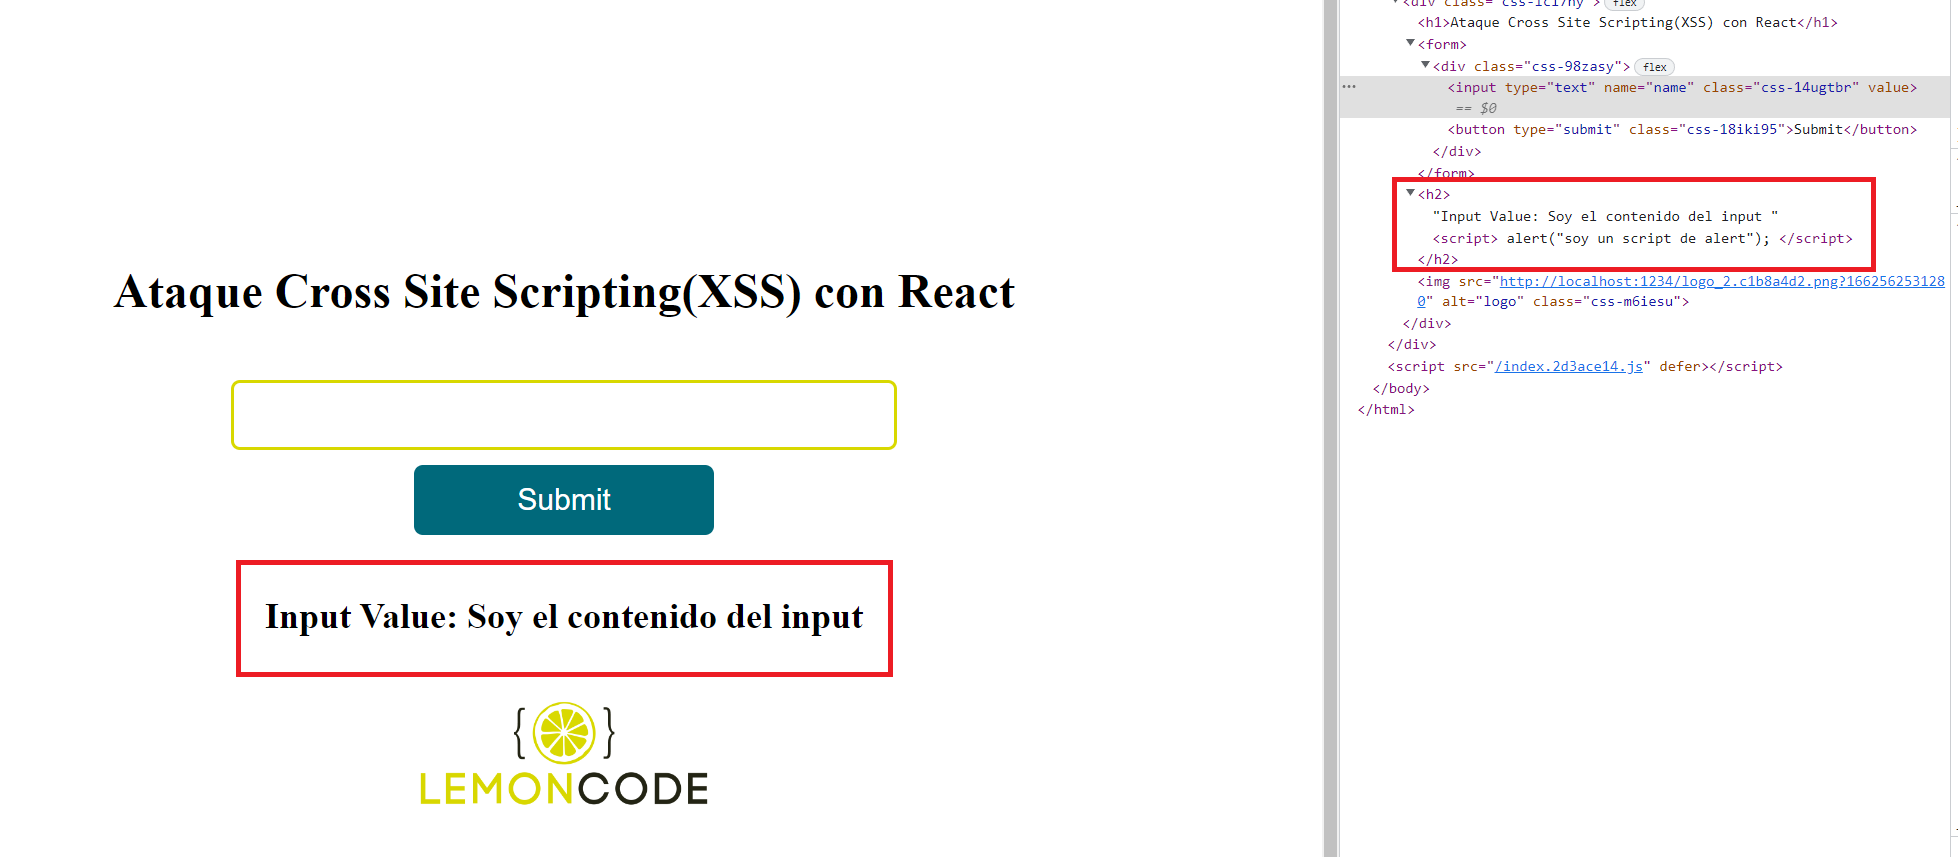 Ataque Cross Site Scripting(XSS) con React
Submit
Input Value: Soy el contenido del input
{ }
LEMONCODE
<div class="css-1cl7ny"> flex
<h1>Ataque Cross Site Scripting(XSS) con React</h1>
<form>
<div class="css-98zasy"> flex
<input type="text" name="name" class="css-14ugtbr" value>
== $0
<button type="submit" class="css-18iki95">Submit</button>
</div>
</form>
<h2>
"Input Value: Soy el contenido del input "
<script> alert("soy un script de alert"); </script>
</h2>
<img src="http://localhost:1234/logo_2.c1b8a4d2.png?166256253128
0" alt="logo" class="css-m6iesu">
</div>
</div>
<script src="/index.2d3ace14.js" defer></script>
</body>
</html>